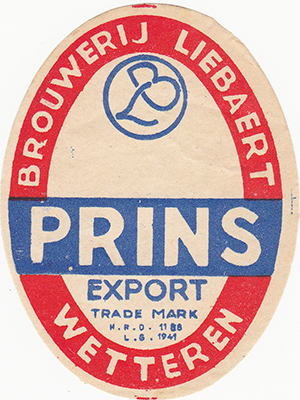 BROUWERIJ LIEBAERT
PRINS
EXPORT
TRADE MARK
H.R.D. 1188
L.G. 1941
WETTEREN